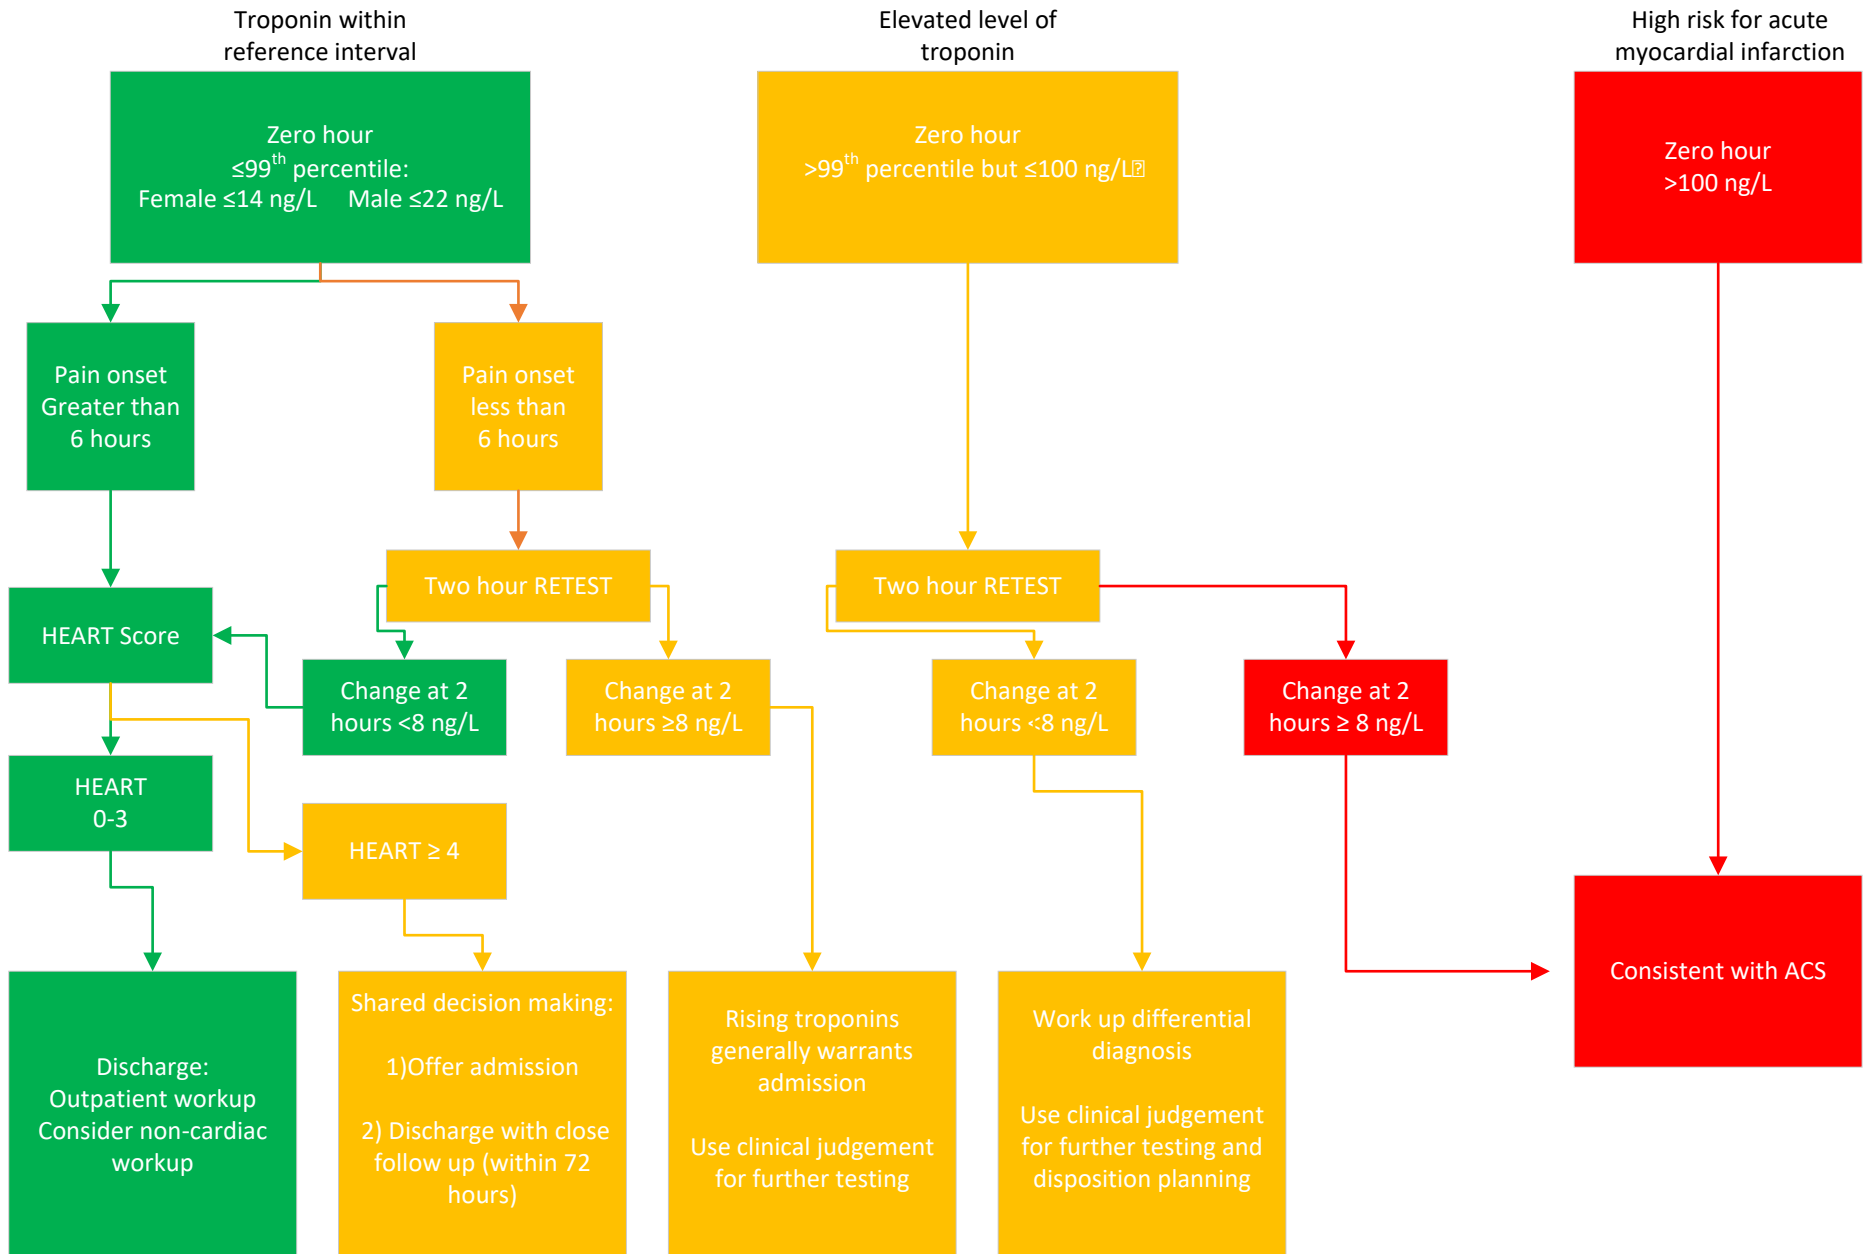 Troponin within
reference interval
Elevated level of
troponin
High risk for acute
myocardial infarction
Zero hour
≤99th percentile:
Female ≤14 ng/L Male ≤22 ng/L
Zero hour
>99th percentile but ≤100 ng/L
Zero hour
>100 ng/L
Pain onset
Greater than
6 hours
Pain onset
less than
6 hours
Two hour RETEST
Two hour RETEST
HEART Score
Change at 2
hours <8 ng/L
Change at 2
hours ≥8 ng/L
Change at 2
hours <8 ng/L
Change at 2
hours ≥ 8 ng/L
HEART
0-3
HEART ≥ 4
Discharge:
Outpatient workup
Consider non-cardiac
workup
Shared decision making:
1)Offer admission
2) Discharge with close
follow up (within 72
hours)
Rising troponins
generally warrants
admission
Use clinical judgement
for further testing
Work up differential
diagnosis
Use clinical judgement
for further testing and
disposition planning
Consistent with ACS